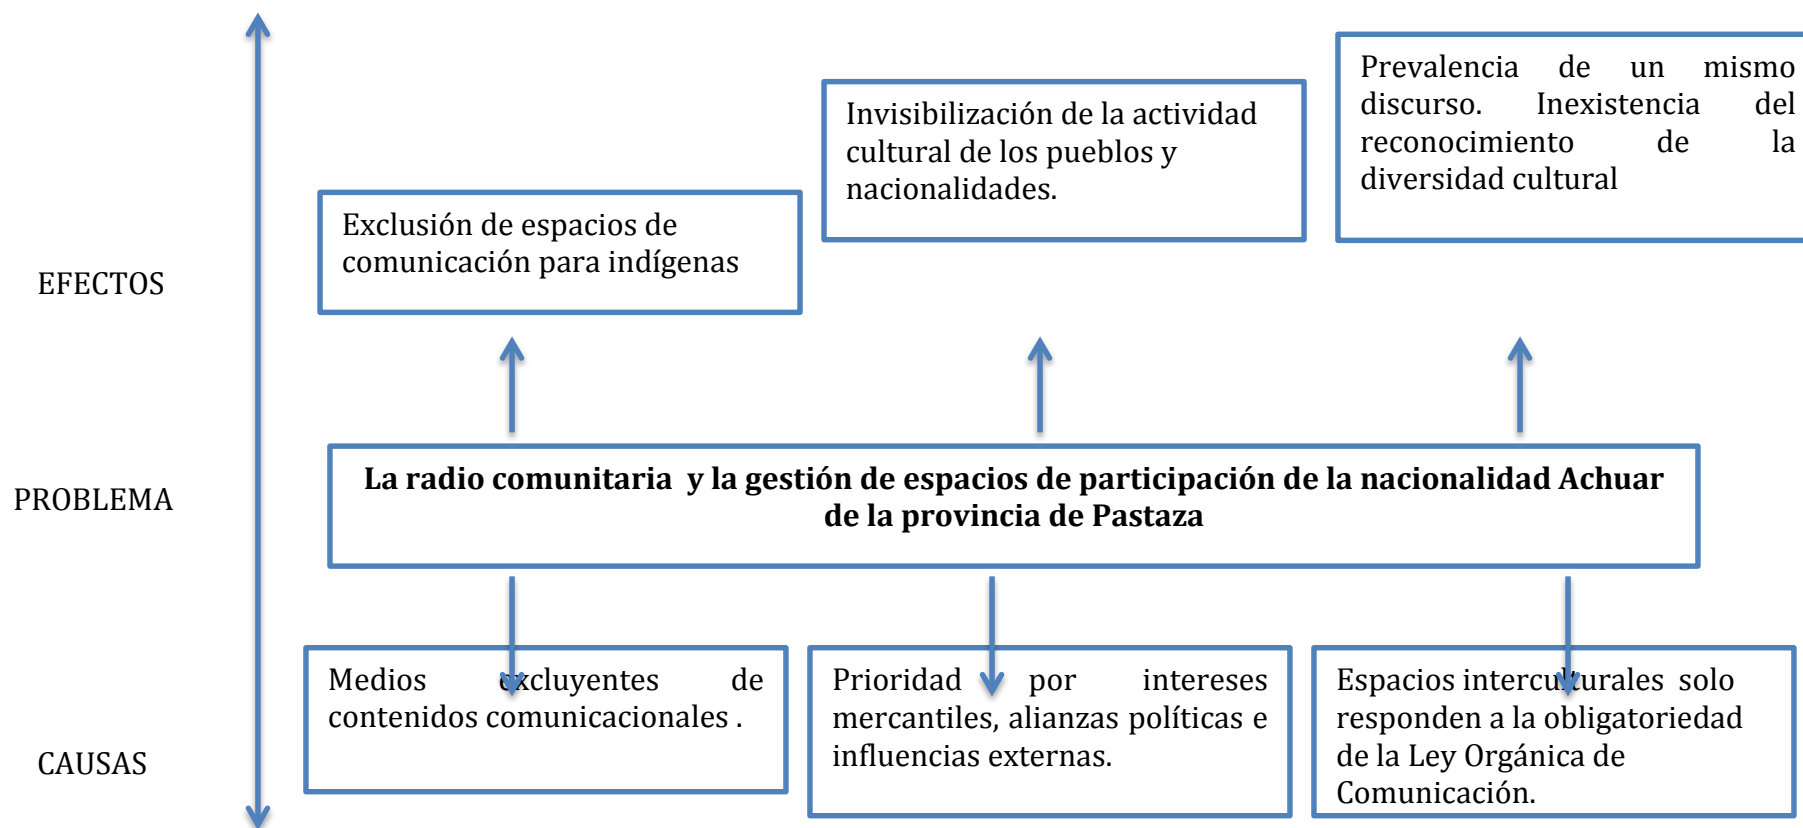 Prevalencia de un mismo
discurso. Inexistencia del
reconocimiento de la
diversidad cultural
Invisibilización de la actividad
cultural de los pueblos y
nacionalidades.
Exclusión de espacios de
comunicación para indígenas
EFECTOS
La radio comunitaria y la gestión de espacios de participación de la nacionalidad Achuar
de la provincia de Pastaza
PROBLEMA
Medios excluyentes de
contenidos comunicacionales .
Prioridad por intereses
mercantiles, alianzas políticas e
influencias externas.
Espacios interculturales solo
responden a la obligatoriedad
de la Ley Orgánica de
Comunicación.
CAUSAS